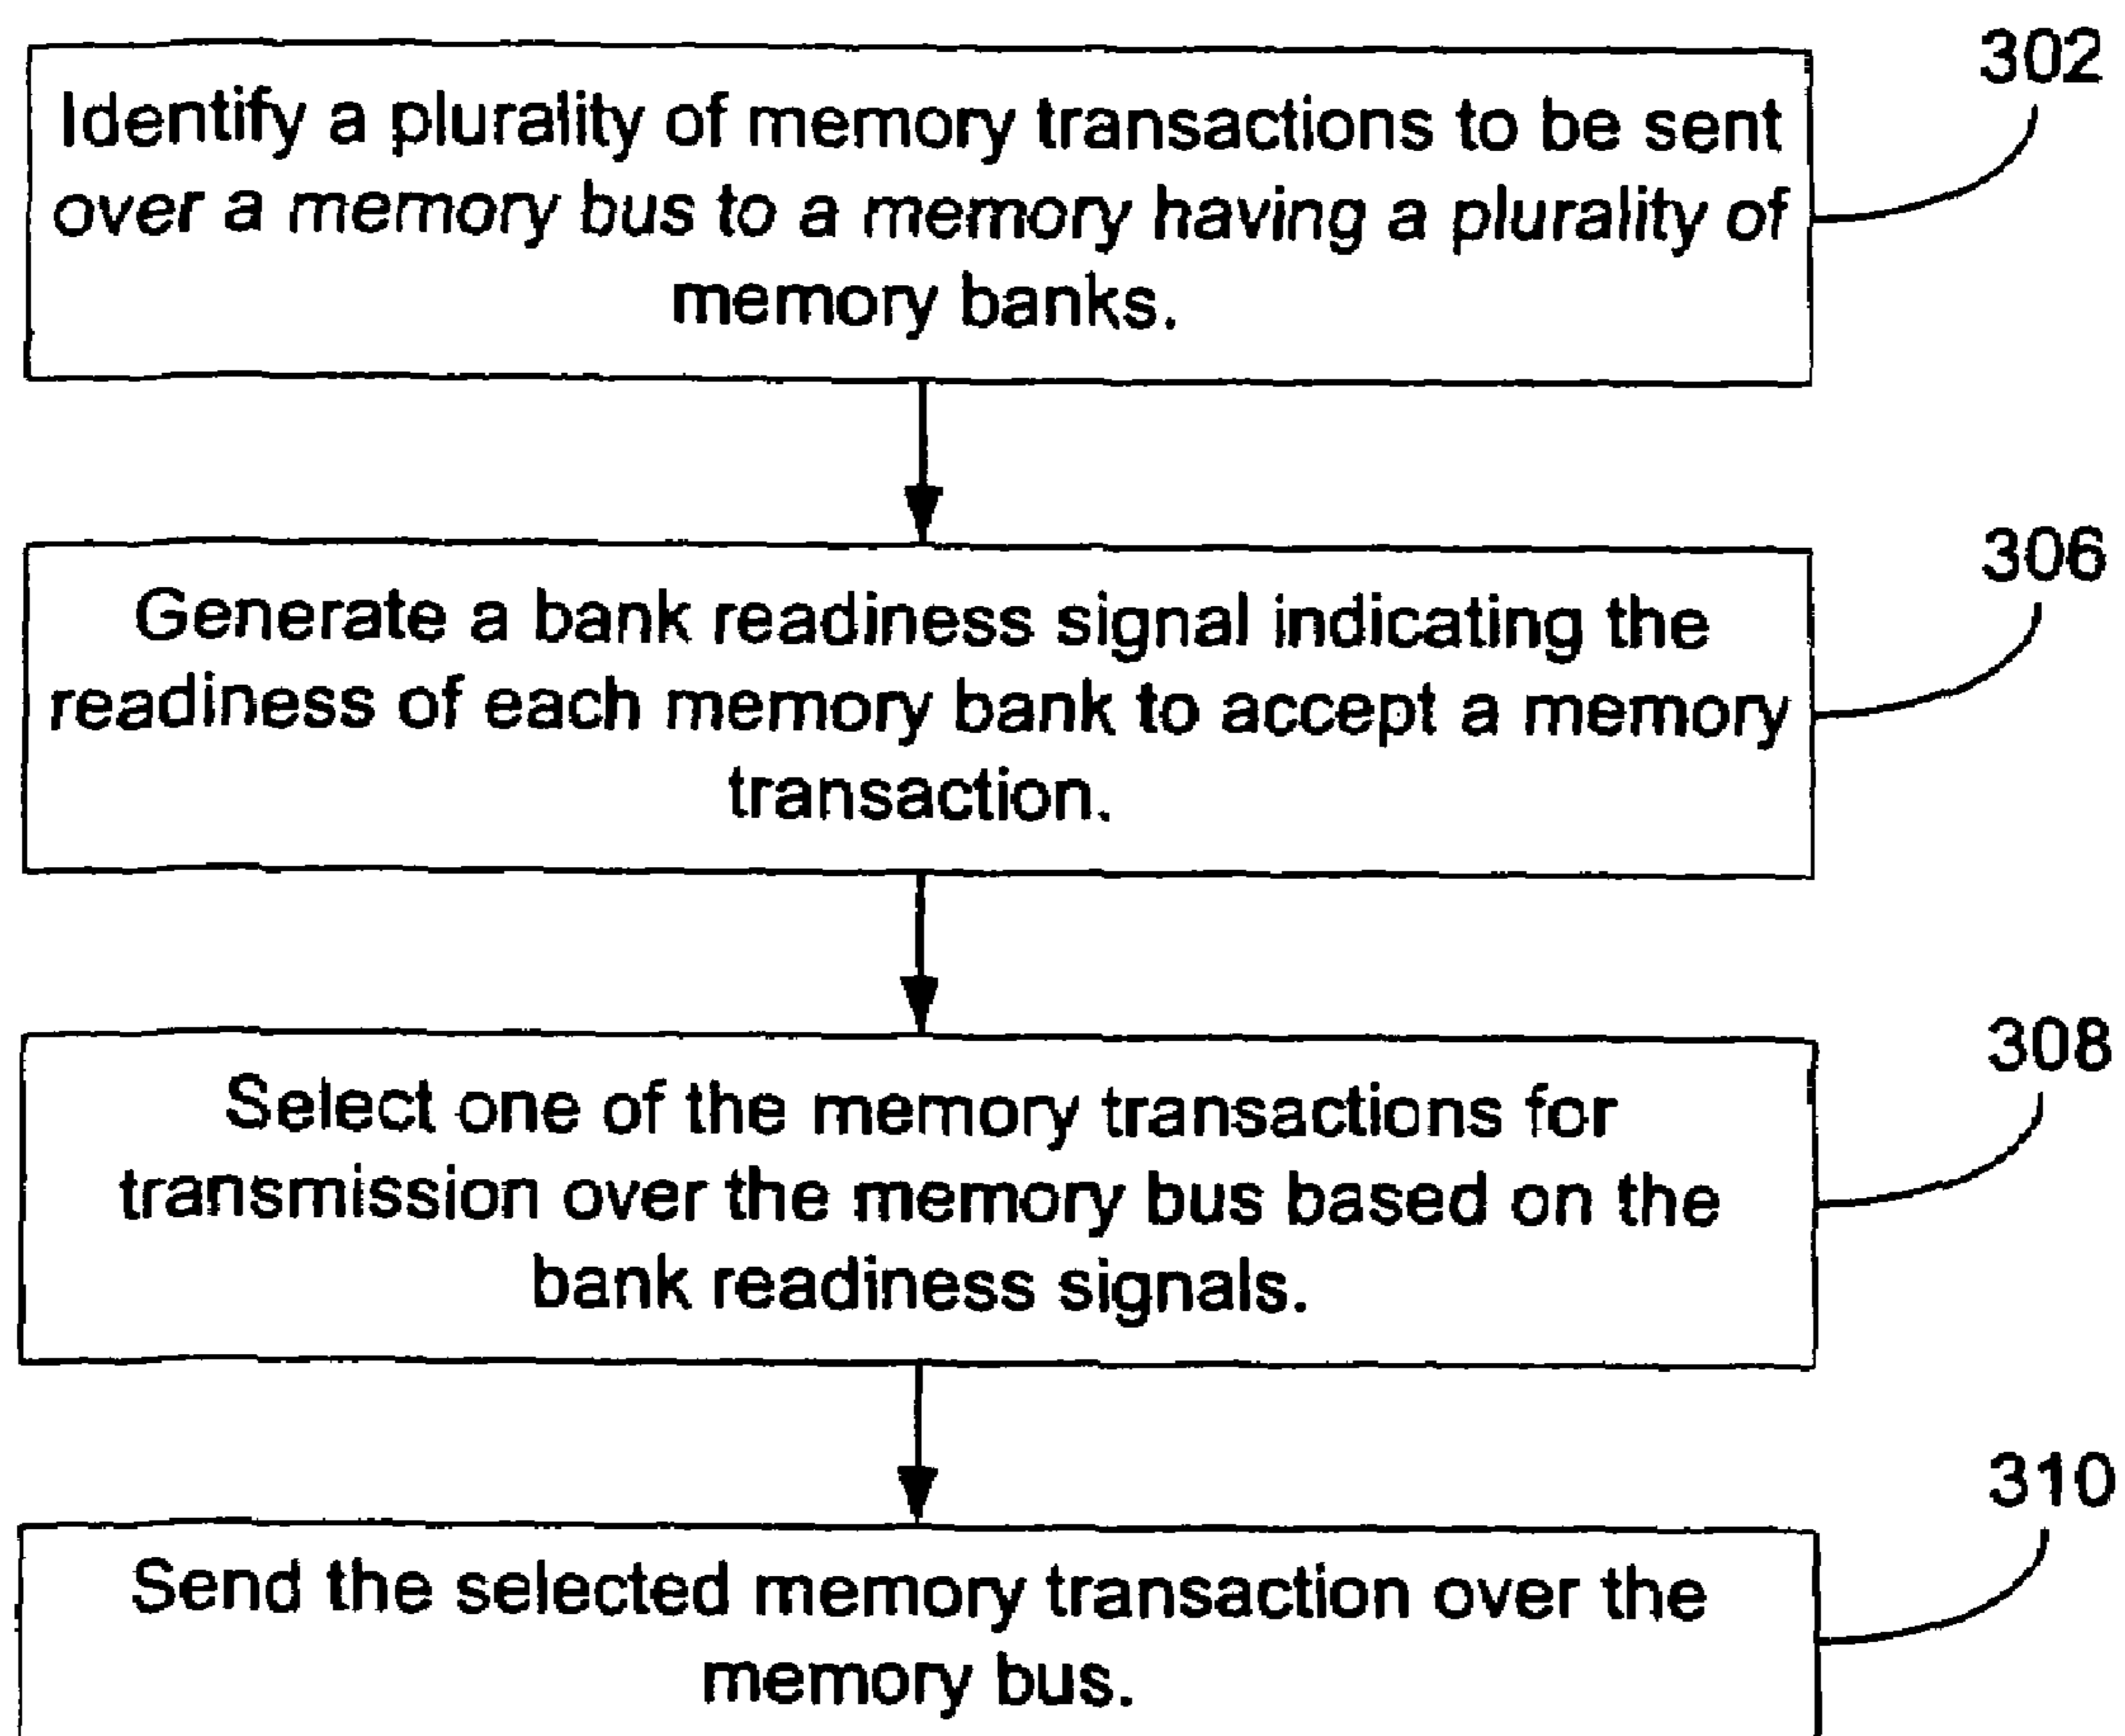 302
Identify a plurality of memory transactions to be sent
over a memory bus to a memory having a plurality of
memory banks.
306
Generate a bank readiness signal indicating the
readiness of each memory bank to accept a memory
transaction.
308
Select one of the memory transactions for
transmission over the memory bus based on the
bank readiness signals.
310
Send the selected memory transaction over the
memory bus.